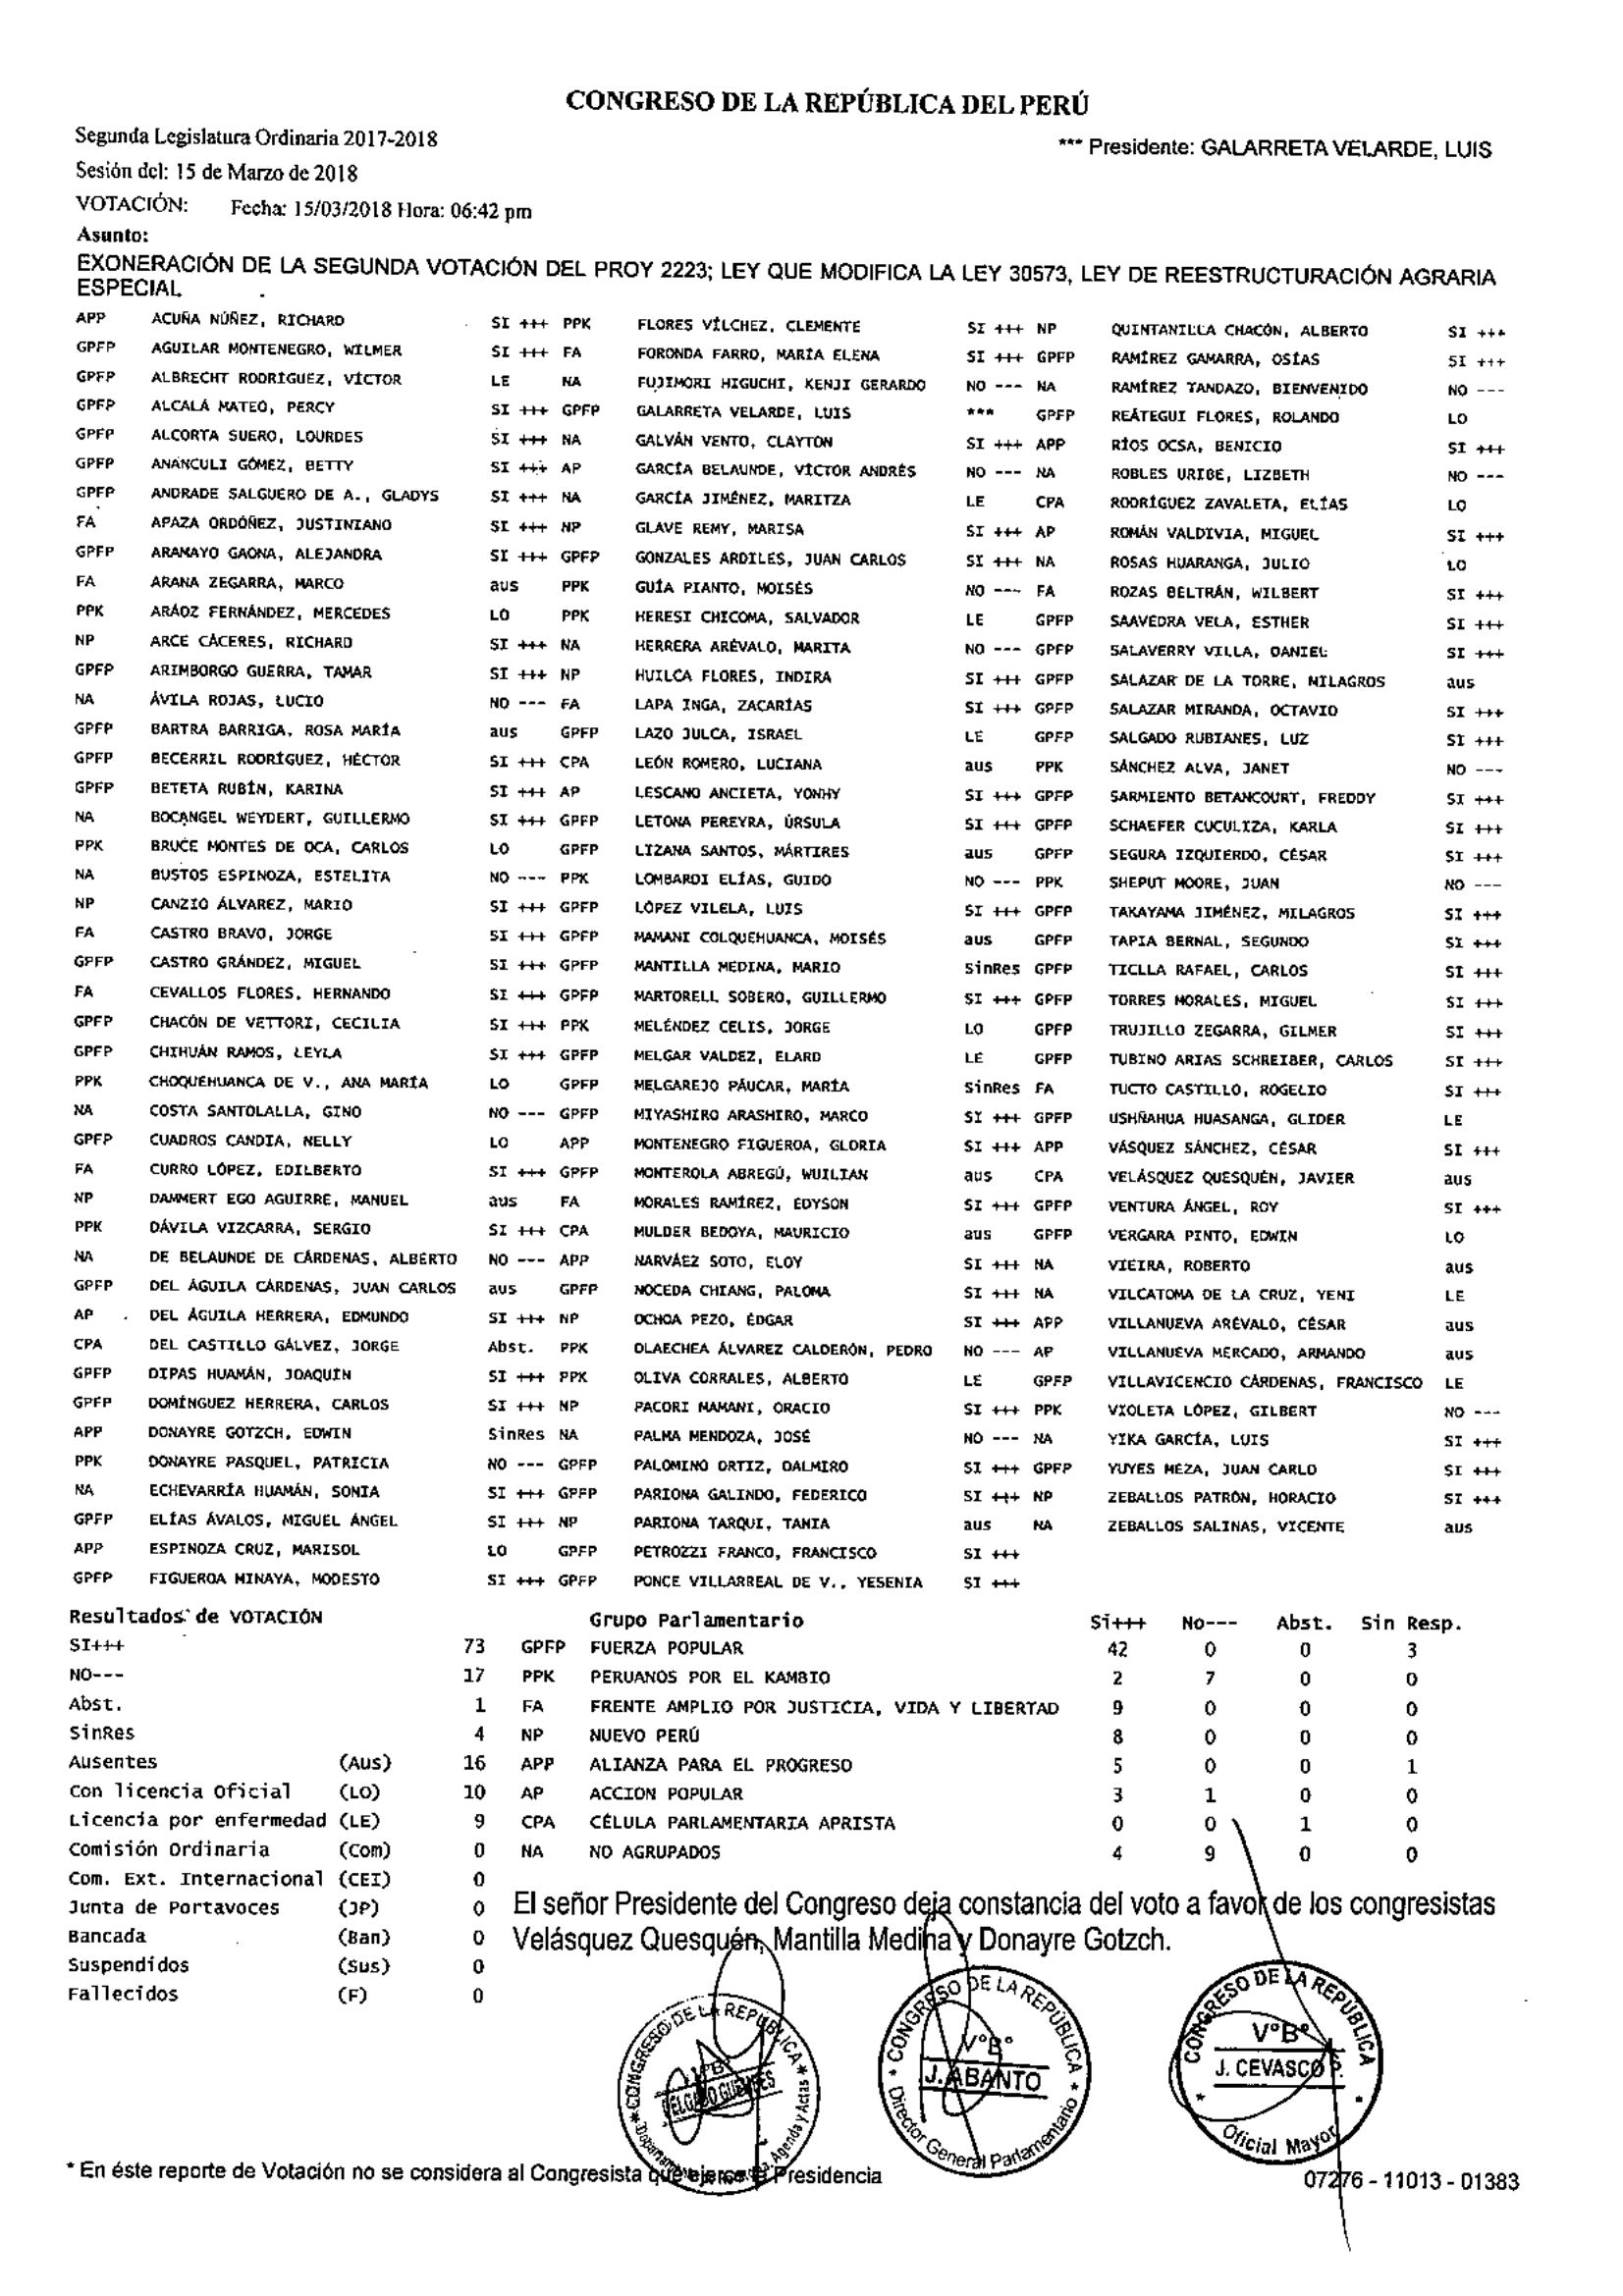 CONGRESO DE LA REPÚBLICA DEL PERÚ
Segunda Legislatura Ordinaria 2017-2018
*** Presidente: GALARRETA VELARDE, LUIS
Sesión del: 15 de Marzo de 2018
VOTACIÓN: Fecha: 15/03/2018 Hora: 06:42 pm
Asunto:
EXONERACIÓN DE LA SEGUNDA VOTACIÓN DEL PROY 2223; LEY QUE MODIFICA LA LEY 30573, LEY DE REESTRUCTURACIÓN AGRARIA
ESPECIAL
APP ACUÑA NÚÑEZ, RICHARD SI +++ PPK FLORES VÍLCHEZ, CLEMENTE SI +++ NP QUINTANILLA CHACÓN, ALBERTO SI +++
GPFP AGUILAR MONTENEGRO, WILMER SI +++ FA FORONDA FARRO, MARÍA ELENA SI +++ GPFP RAMÍREZ GAMARRA, OSÍAS SI +++
GPFP ALBRECHT RODRÍGUEZ, VÍCTOR LE NA FUJIMORI HIGUCHI, KENJI GERARDO NO --- NA RAMÍREZ TANDAZO, BIENVENIDO NO ---
GPFP ALCALÁ MATEO, PERCY SI +++ GPFP GALARRETA VELARDE, LUIS *** GPFP REÁTEGUI FLORES, ROLANDO LO
GPFP ALCORTA SUERO, LOURDES SI +++ NA GALVÁN VENTO, CLAYTON SI +++ APP RÍOS OCSA, BENICIO SI +++
GPFP ANANCULI GÓMEZ, BETTY SI +++ AP GARCÍA BELAUNDE, VÍCTOR ANDRÉS NO --- NA ROBLES URIBE, LIZBETH NO ---
GPFP ANDRADE SALGUERO DE A., GLADYS SI +++ NA GARCÍA JIMÉNEZ, MARITZA LE CPA RODRÍGUEZ ZAVALETA, ELÍAS LO
FA APAZA ORDÓÑEZ, JUSTINIANO SI +++ NP GLAVE REMY, MARISA SI +++ AP ROMÁN VALDIVIA, MIGUEL SI +++
GPFP ARAMAYO GAONA, ALEJANDRA SI +++ GPFP GONZALES ARDILES, JUAN CARLOS SI +++ NA ROSAS HUARANGA, JULIO LO
FA ARANA ZEGARRA, MARCO aus PPK GUÍA PIANTO, MOISÉS NO --- FA ROZAS BELTRÁN, WILBERT SI +++
PPK ARÁOZ FERNÁNDEZ, MERCEDES LO PPK HERESI CHICOMA, SALVADOR LE GPFP SAAVEDRA VELA, ESTHER SI +++
NP ARCE CÁCERES, RICHARD SI +++ NA HERRERA ARÉVALO, MARITA NO --- GPFP SALAVERRY VILLA, DANIEL SI +++
GPFP ARIMBORGO GUERRA, TAMAR SI +++ NP HUILCA FLORES, INDIRA SI +++ GPFP SALAZAR DE LA TORRE, MILAGROS aus
NA ÁVILA ROJAS, LUCIO NO --- FA LAPA INGA, ZACARÍAS SI +++ GPFP SALAZAR MIRANDA, OCTAVIO SI +++
GPFP BARTRA BARRIGA, ROSA MARÍA aus GPFP LAZO JULCA, ISRAEL LE GPFP SALGADO RUBIANES, LUZ SI +++
GPFP BECERRIL RODRÍGUEZ, HÉCTOR SI +++ CPA LEÓN ROMERO, LUCIANA aus PPK SÁNCHEZ ALVA, JANET NO ---
GPFP BETETA RUBÍN, KARINA SI +++ AP LESCANO ANCIETA, YONHY SI +++ GPFP SARMIENTO BETANCOURT, FREDDY SI +++
NA BOCANGEL WEYDERT, GUILLERMO SI +++ GPFP LETONA PEREYRA, ÚRSULA SI +++ GPFP SCHAEFER CUCULIZA, KARLA SI +++
PPK BRUCE MONTES DE OCA, CARLOS LO GPFP LIZANA SANTOS, MÁRTIRES aus GPFP SEGURA IZQUIERDO, CÉSAR SI +++
NA BUSTOS ESPINOZA, ESTELITA NO --- PPK LOMBARDI ELÍAS, GUIDO NO --- PPK SHEPUT MOORE, JUAN NO ---
NP CANZIO ÁLVAREZ, MARIO SI +++ GPFP LÓPEZ VILELA, LUIS SI +++ GPFP TAKAYAMA JIMÉNEZ, MILAGROS SI +++
FA CASTRO BRAVO, JORGE SI +++ GPFP MAMANI COLQUEHUANCA, MOISÉS aus GPFP TAPIA BERNAL, SEGUNDO SI +++
GPFP CASTRO GRÁNDEZ, MIGUEL SI +++ GPFP MANTILLA MEDINA, MARIO SinRes GPFP TICLLA RAFAEL, CARLOS SI +++
FA CEVALLOS FLORES, HERNANDO SI +++ GPFP MARTORELL SOBERO, GUILLERMO SI +++ GPFP TORRES MORALES, MIGUEL SI +++
GPFP CHACÓN DE VETTORI, CECILIA SI +++ PPK MELÉNDEZ CELIS, JORGE LO GPFP TRUJILLO ZEGARRA, GILMER SI +++
GPFP CHIHUÁN RAMOS, LEYLA SI +++ GPFP MELGAR VALDEZ, ELARD LE GPFP TUBINO ARIAS SCHREIBER, CARLOS SI +++
PPK CHOQUEHUANCA DE V., ANA MARÍA LO GPFP MELGAREJO PÁUCAR, MARÍA SinRes FA TUCTO CASTILLO, ROGELIO SI +++
NA COSTA SANTOLALLA, GINO NO --- GPFP MIYASHIRO ARASHIRO, MARCO SI +++ GPFP USHÑAHUA HUASANGA, GLIDER LE
GPFP CUADROS CANDIA, NELLY LO APP MONTENEGRO FIGUEROA, GLORIA SI +++ APP VÁSQUEZ SÁNCHEZ, CÉSAR SI +++
FA CURRO LÓPEZ, EDILBERTO SI +++ GPFP MONTEROLA ABREGÚ, WUILIAN aus CPA VELÁSQUEZ QUESQUÉN, JAVIER aus
NP DAMMERT EGO AGUIRRE, MANUEL aus FA MORALES RAMÍREZ, EDYSON SI +++ GPFP VENTURA ÁNGEL, ROY SI +++
PPK DÁVILA VIZCARRA, SERGIO SI +++ CPA MULDER BEDOYA, MAURICIO aus GPFP VERGARA PINTO, EDWIN LO
NA DE BELAUNDE DE CÁRDENAS, ALBERTO NO --- APP NARVÁEZ SOTO, ELOY SI +++ NA VIEIRA, ROBERTO aus
GPFP DEL ÁGUILA CÁRDENAS, JUAN CARLOS aus GPFP NOCEDA CHIANG, PALOMA SI +++ NA VILCATOMA DE LA CRUZ, YENI LE
AP DEL ÁGUILA HERRERA, EDMUNDO SI +++ NP OCHOA PEZO, ÉDGAR SI +++ APP VILLANUEVA ARÉVALO, CÉSAR aus
CPA DEL CASTILLO GÁLVEZ, JORGE Abst. PPK OLAECHEA ÁLVAREZ CALDERÓN, PEDRO NO --- AP VILLANUEVA MERCADO, ARMANDO aus
GPFP DIPAS HUAMÁN, JOAQUÍN SI +++ PPK OLIVA CORRALES, ALBERTO LE GPFP VILLAVICENCIO CÁRDENAS, FRANCISCO LE
GPFP DOMÍNGUEZ HERRERA, CARLOS SI +++ NP PACORI MAMANI, ORACIO SI +++ PPK VIOLETA LÓPEZ, GILBERT NO ---
APP DONAYRE GOTZCH, EDWIN SinRes NA PALMA MENDOZA, JOSÉ NO --- NA YIKA GARCÍA, LUIS SI +++
PPK DONAYRE PASQUEL, PATRICIA NO --- GPFP PALOMINO ORTIZ, DALMIRO SI +++ GPFP YUYES MEZA, JUAN CARLO SI +++
NA ECHEVARRÍA HUAMÁN, SONIA SI +++ GPFP PARIONA GALINDO, FEDERICO SI +++ NP ZEBALLOS PATRÓN, HORACIO SI +++
GPFP ELÍAS ÁVALOS, MIGUEL ÁNGEL SI +++ NP PARIONA TARQUI, TANIA aus NA ZEBALLOS SALINAS, VICENTE aus
APP ESPINOZA CRUZ, MARISOL LO GPFP PETROZZI FRANCO, FRANCISCO SI +++
GPFP FIGUEROA MINAYA, MODESTO SI +++ GPFP PONCE VILLARREAL DE V., YESENIA SI +++
Resultados de VOTACIÓN Grupo Parlamentario Si+++ No--- Abst. Sin Resp.
SI+++ 73 GPFP FUERZA POPULAR 42 0 0 3
NO--- 17 PPK PERUANOS POR EL KAMBIO 2 7 0 0
Abst. 1 FA FRENTE AMPLIO POR JUSTICIA, VIDA Y LIBERTAD 9 0 0 0
SinRes 4 NP NUEVO PERÚ 8 0 0 0
Ausentes (Aus) 16 APP ALIANZA PARA EL PROGRESO 5 0 0 1
Con licencia Oficial (LO) 10 AP ACCION POPULAR 3 1 0 0
Licencia por enfermedad (LE) 9 CPA CÉLULA PARLAMENTARIA APRISTA 0 0 1 0
Comisión Ordinaria (Com) 0 NA NO AGRUPADOS 4 9 0 0
Com. Ext. Internacional (CEI) 0
Junta de Portavoces (JP) 0
Bancada (Ban) 0
Suspendidos (Sus) 0
Fallecidos (F) 0
El señor Presidente del Congreso deja constancia del voto a favor de los congresistas
Velásquez Quesquén, Mantilla Medina y Donayre Gotzch.
CONGRESO DE LA REPÚBLICA
VºBº
Agenda y Actas
CONGRESO DE LA REPÚBLICA
VºBº
J. ABANTO
Director General Parlamentario
CONGRESO DE LA REPÚBLICA
VºBº
J. CEVASCO
Oficial Mayor
* En éste reporte de Votación no se considera al Congresista que ejerce la Presidencia
07276 - 11013 - 01383